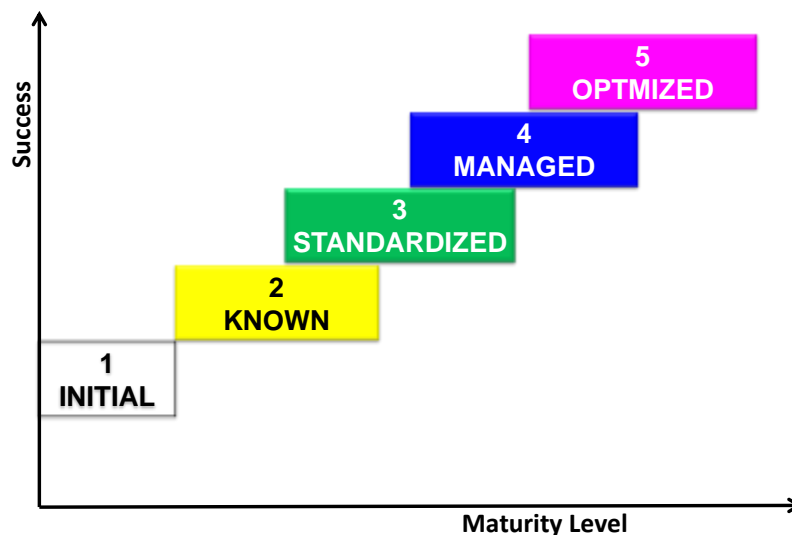 5
OPTMIZED
4
MANAGED
3
STANDARDIZED
2
KNOWN
1
INITIAL
Success
Maturity Level